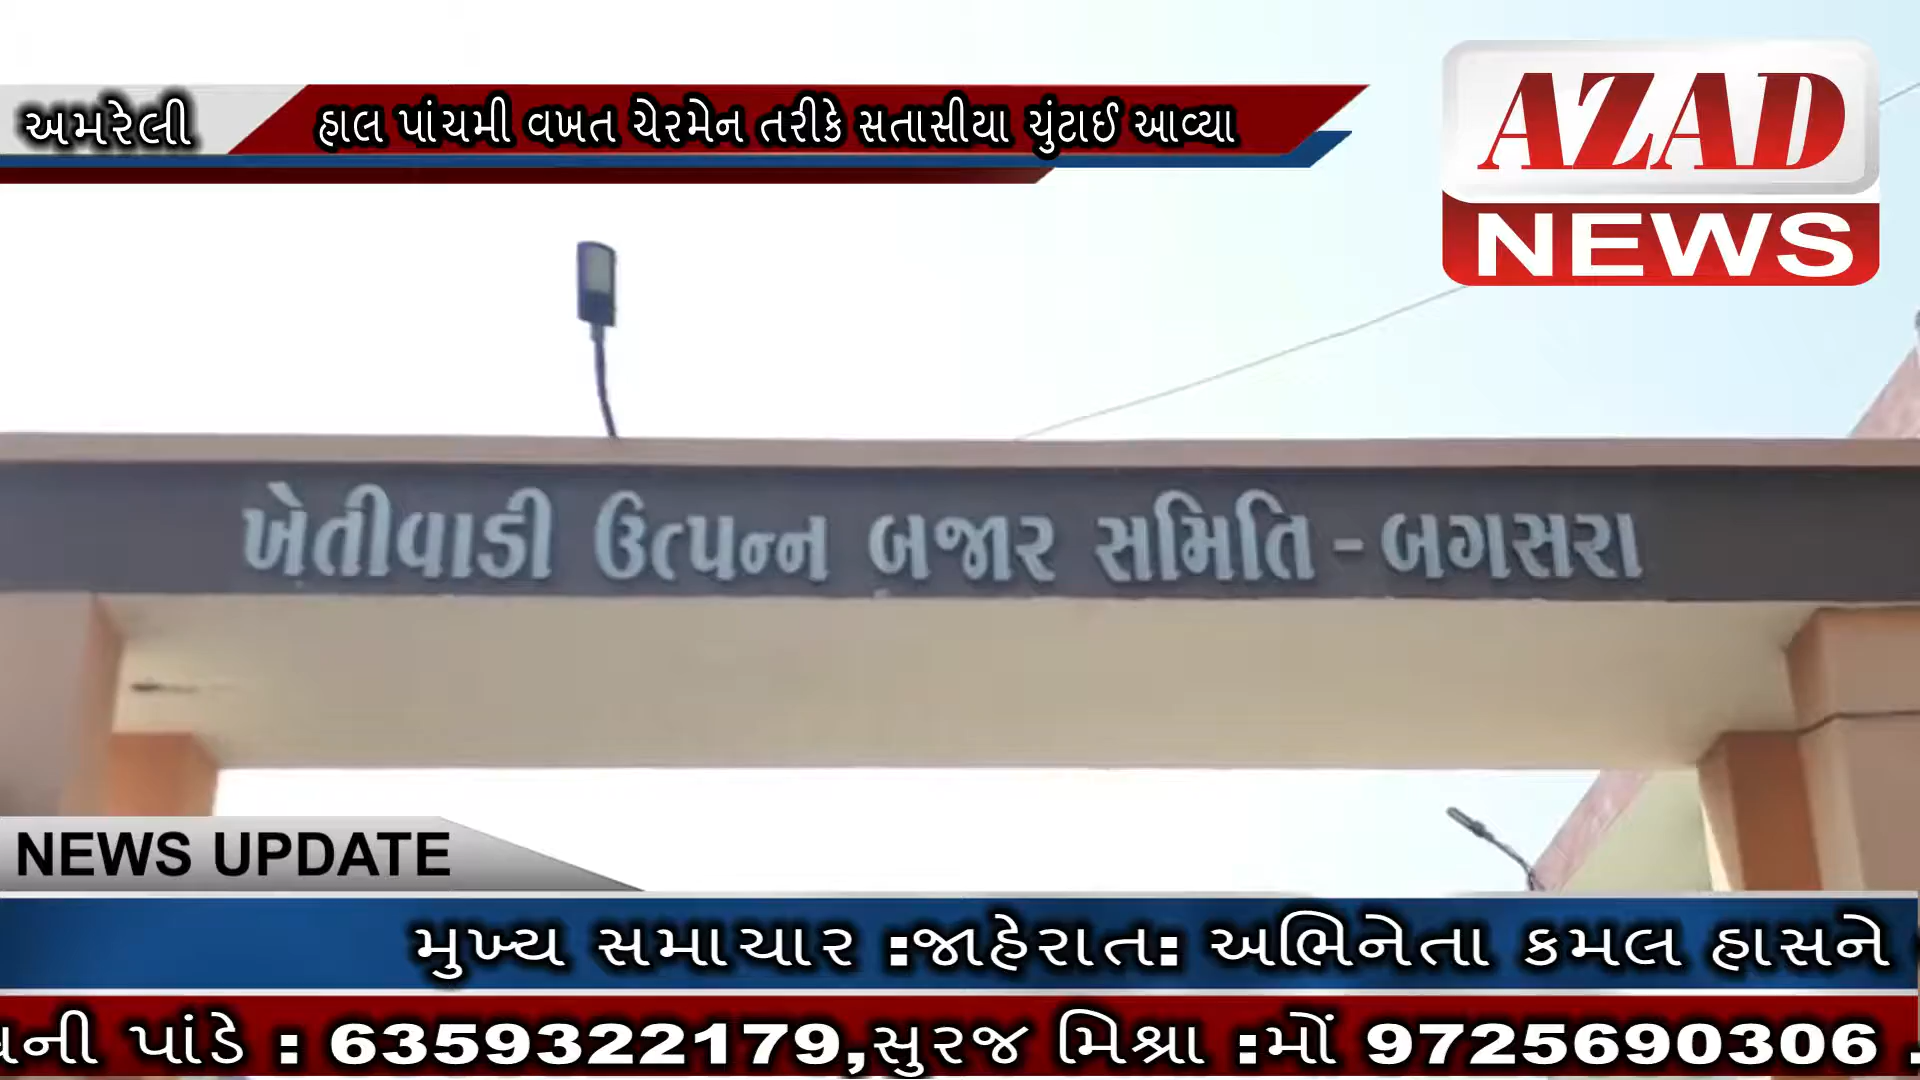 અમરેલી
હાલ પાંચમી વખત ચેરમેન તરીકે સતાસીયા ચુંટાઈ આવ્યા
AZAD
NEWS
ખેતીવાડી ઉત્પન્ન બજાર સમિતિ - બગસરા
NEWS UPDATE
મુખ્ય સમાચાર :જાહેરાત: અભિનેતા કમલ હાસને
પાંડે : 6359322179,સુરજ મિશ્રા :મોં 9725690306 .